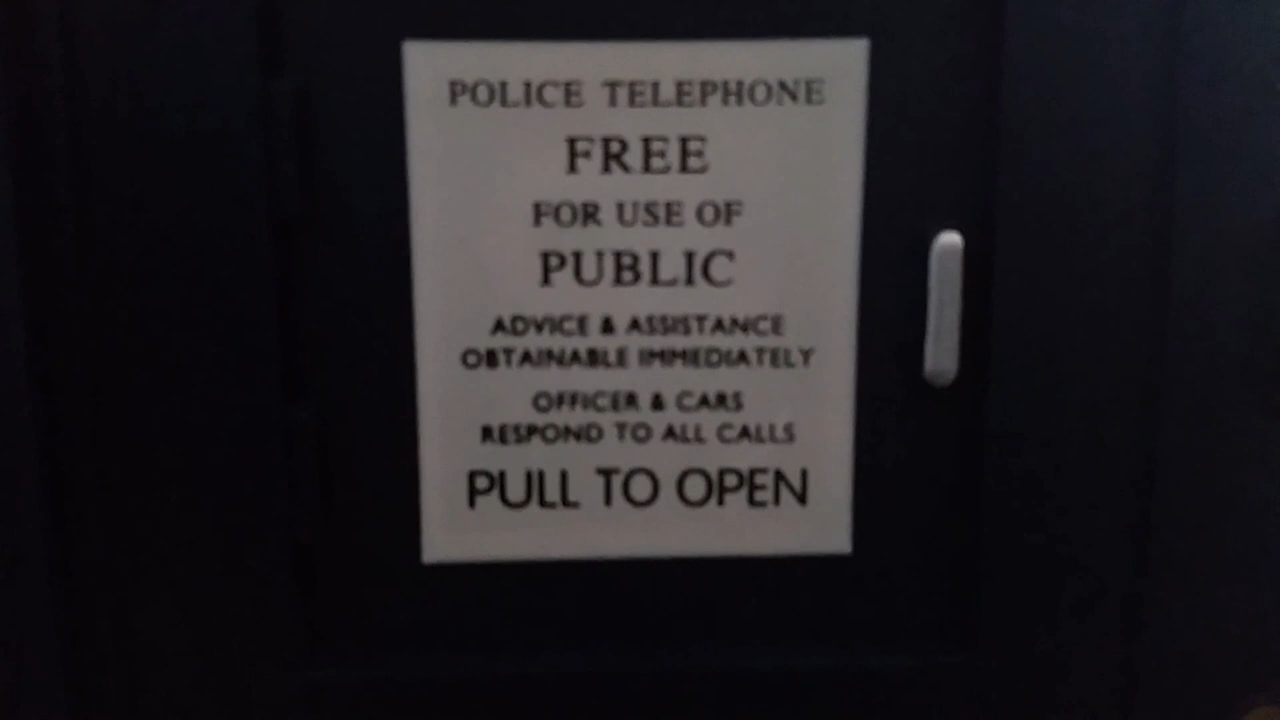 POLICE TELEPHONE
FREE
FOR USE OF
PUBLIC
ADVICE & ASSISTANCE
OBTAINABLE IMMEDIATELY
OFFICER & CARS
RESPOND TO ALL CALLS
PULL TO OPEN